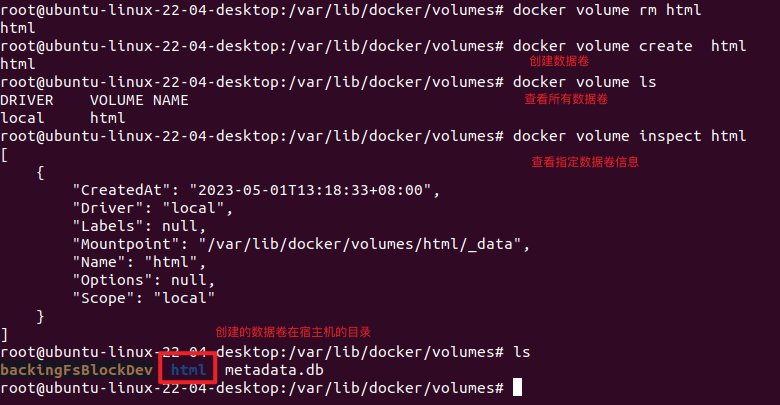 root@ubuntu-linux-22-04-desktop:/var/lib/docker/volumes# docker volume rm html
html
root@ubuntu-linux-22-04-desktop:/var/lib/docker/volumes# docker volume create  html
html
创建数据卷
root@ubuntu-linux-22-04-desktop:/var/lib/docker/volumes# docker volume ls
DRIVER    VOLUME NAME
查看所有数据卷
local     html
root@ubuntu-linux-22-04-desktop:/var/lib/docker/volumes# docker volume inspect html
[
查看指定数据卷信息
    {
        "CreatedAt": "2023-05-01T13:18:33+08:00",
        "Driver": "local",
        "Labels": null,
        "Mountpoint": "/var/lib/docker/volumes/html/_data",
        "Name": "html",
        "Options": null,
        "Scope": "local"
    }
]
创建的数据卷在宿主机的目录
root@ubuntu-linux-22-04-desktop:/var/lib/docker/volumes# ls
backingFsBlockDev  html  metadata.db
root@ubuntu-linux-22-04-desktop:/var/lib/docker/volumes#